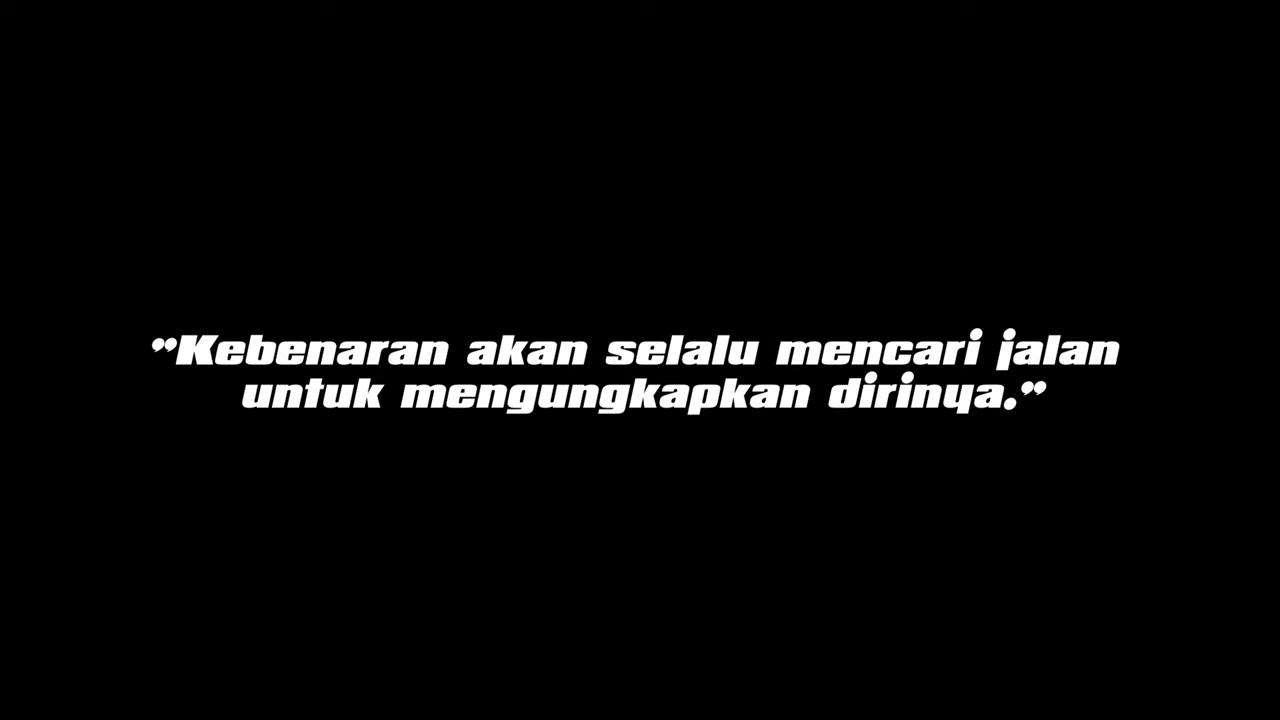 ”Kebenaran akan selalu mencari jalan
untuk mengungkapkan dirinya.”